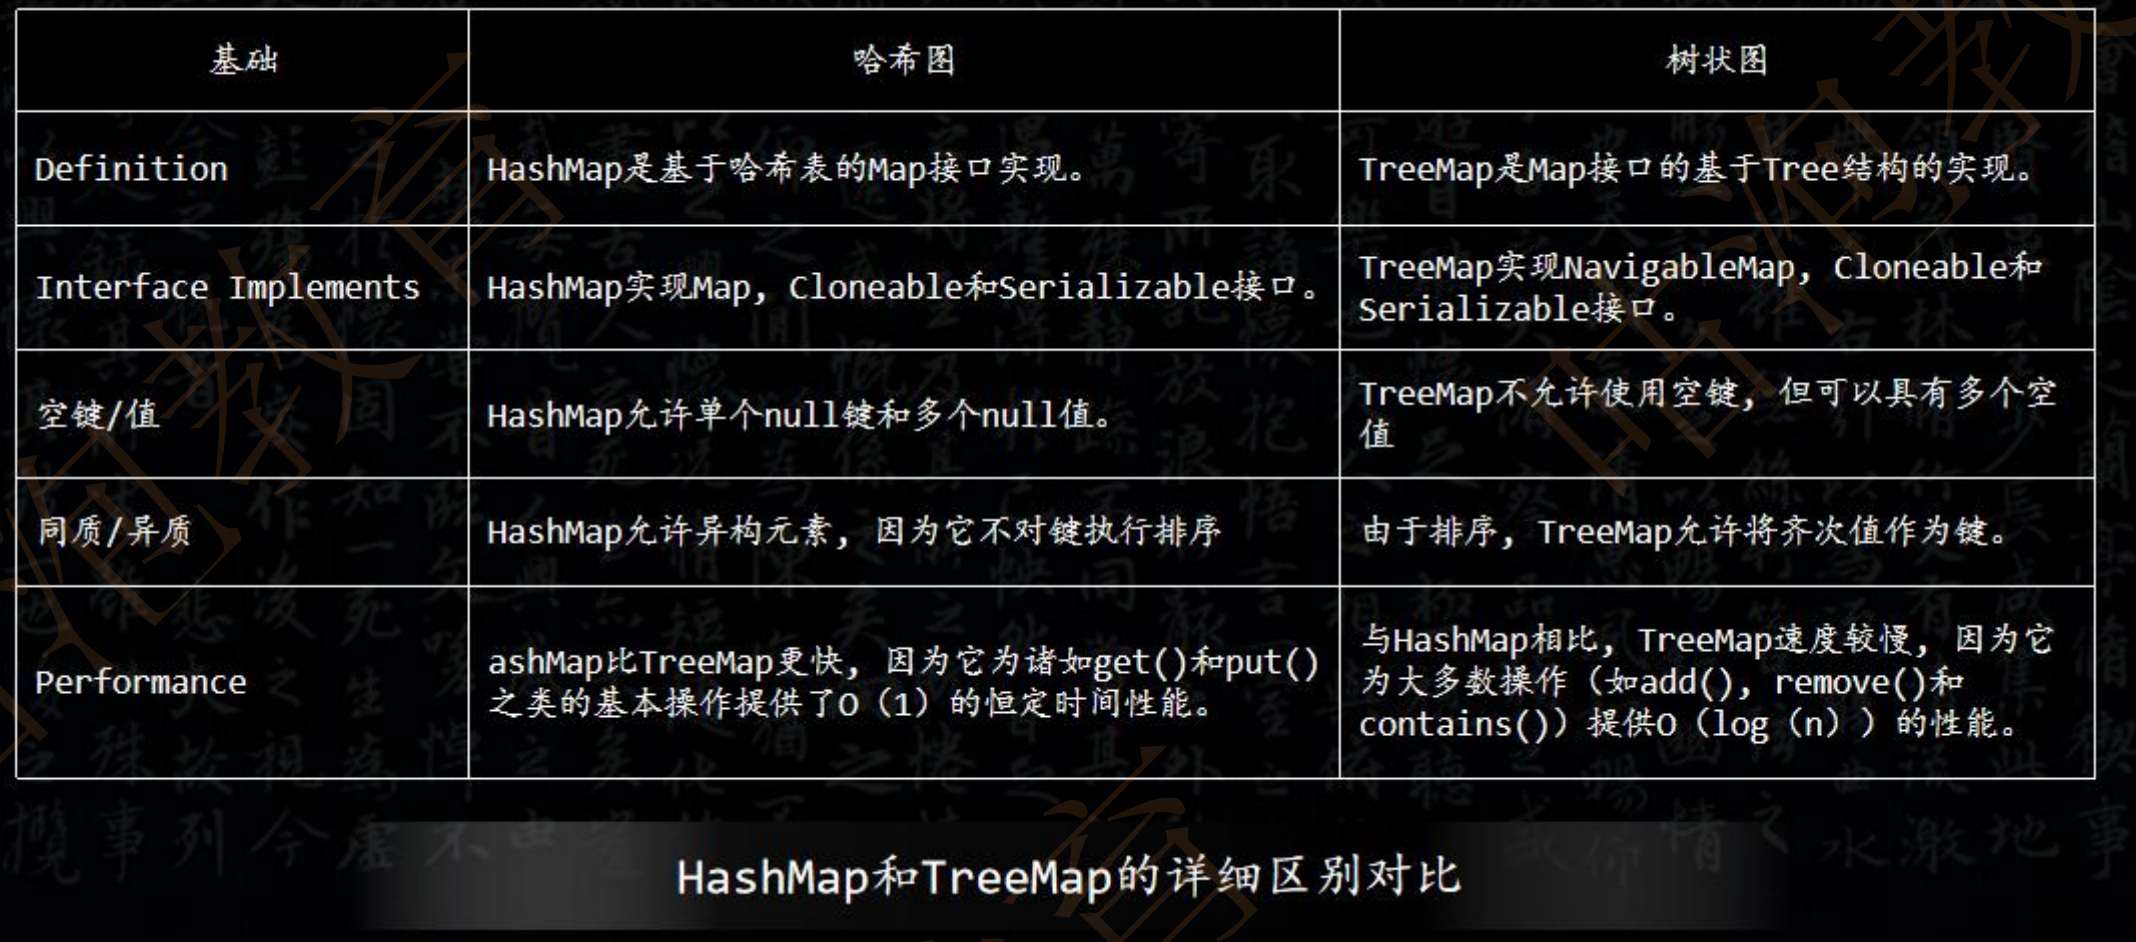 基础
哈希图
树状图
Definition
HashMap是基于哈希表的Map接口实现。
TreeMap是Map接口的基于Tree结构的实现。
Interface Implements
HashMap实现Map, Cloneable和Serializable接口。
TreeMap实现NavigableMap, Cloneable和
Serializable接口。
空键/值
HashMap允许单个null键和多个null值。
TreeMap不允许使用空键, 但可以具有多个空
值
同质/异质
HashMap允许异构元素, 因为它不对键执行排序
由于排序, TreeMap允许将齐次值作为键。
Performance
ashMap比TreeMap更快, 因为它为诸如get()和put()
之类的基本操作提供了O（1）的恒定时间性能。
与HashMap相比, TreeMap速度较慢, 因为它
为大多数操作（如add(), remove()和
contains()）提供O（log（n））的性能。
HashMap和TreeMap的详细区别对比